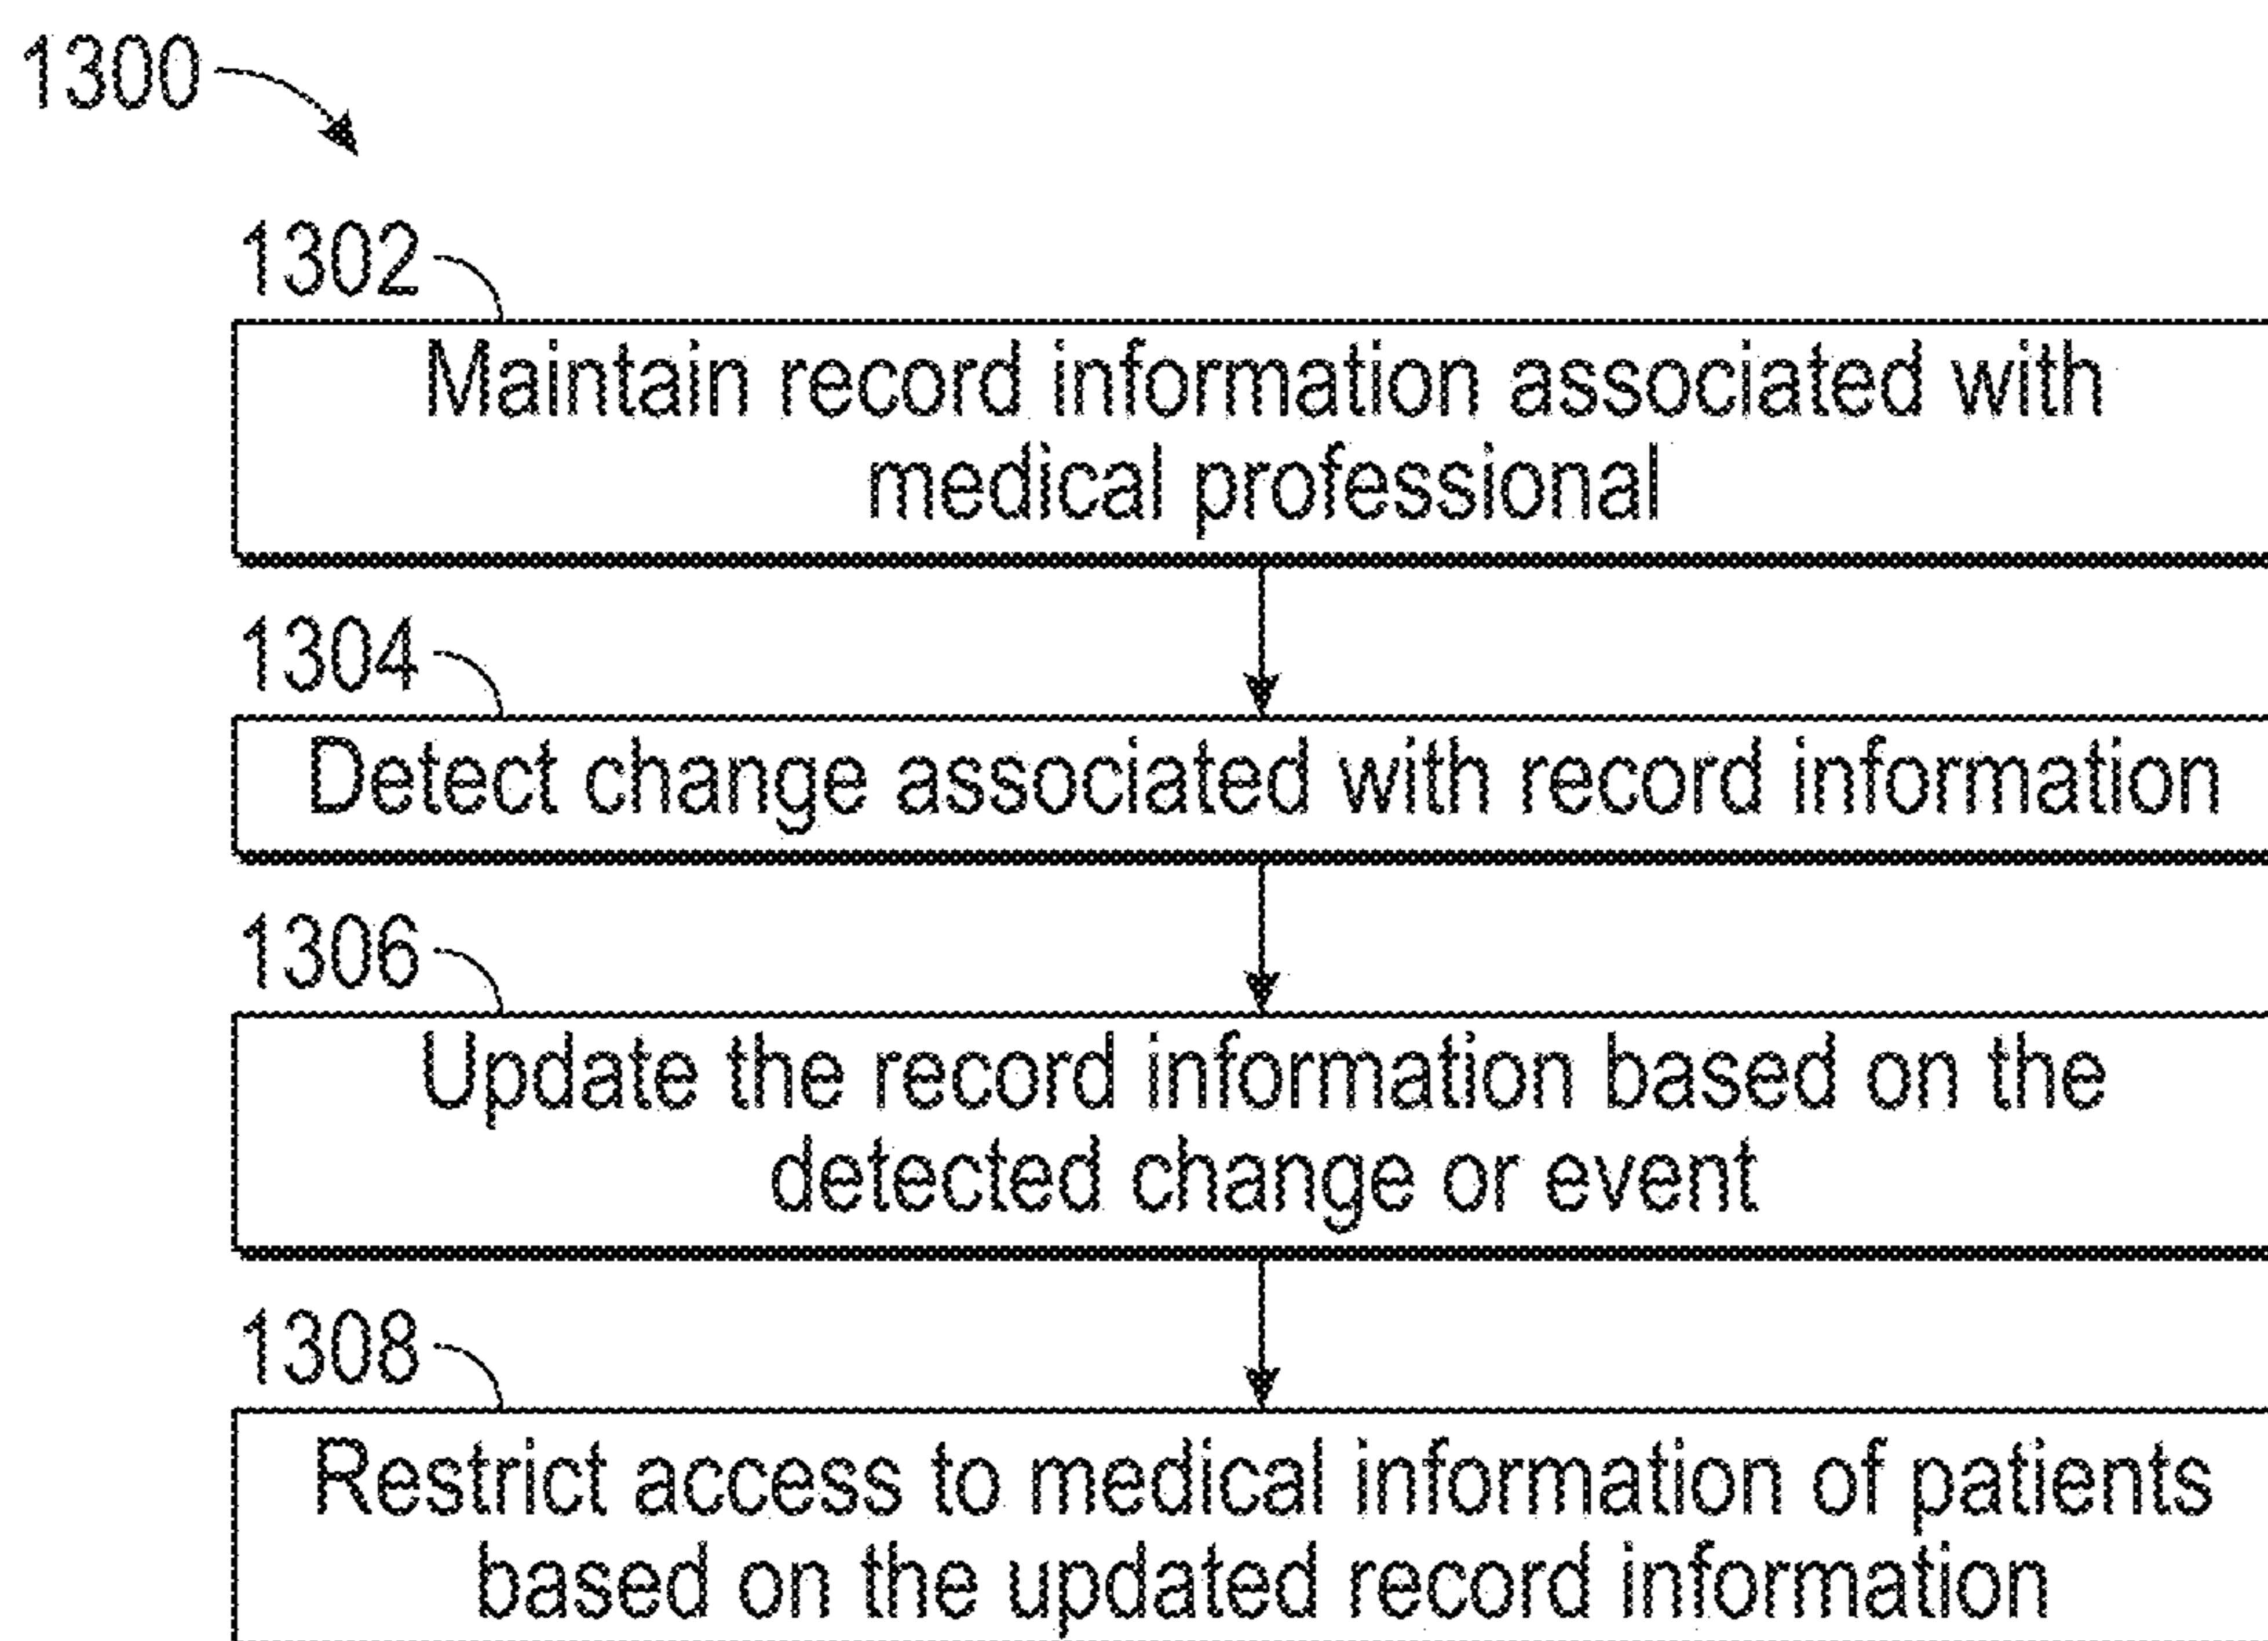 1300
1302
Maintain record information associated with
medical professional
1304
Detect change associated with record information
1306
Update the record information based on the
detected change or event
1308
Restrict access to medical information of patients
based on the updated record information